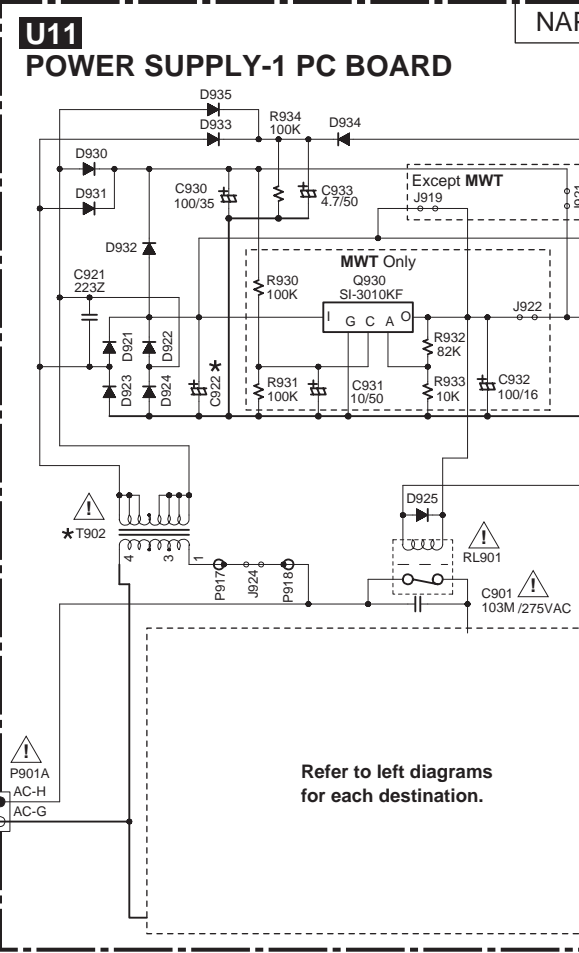 U11
NAF
POWER SUPPLY-1 PC BOARD
D935
R934
100K
D933
D934
D930
D931
C930
100/35
C933
4.7/50
Except MWT
J919
J921
D932
MWT Only
C921
223Z
R930
100K
Q930
SI-3010KF
I G C A O
J922
D921
D922
R932
82K
D923
D924
C922 ★
R931
100K
C931
10/50
R933
10K
C932
100/16
D925
!
★ T902
!
RL901
4 3 1
P917
J924
P918
C901 !
103M /275VAC
!
P901A
AC-H
AC-G
Refer to left diagrams
for each destination.